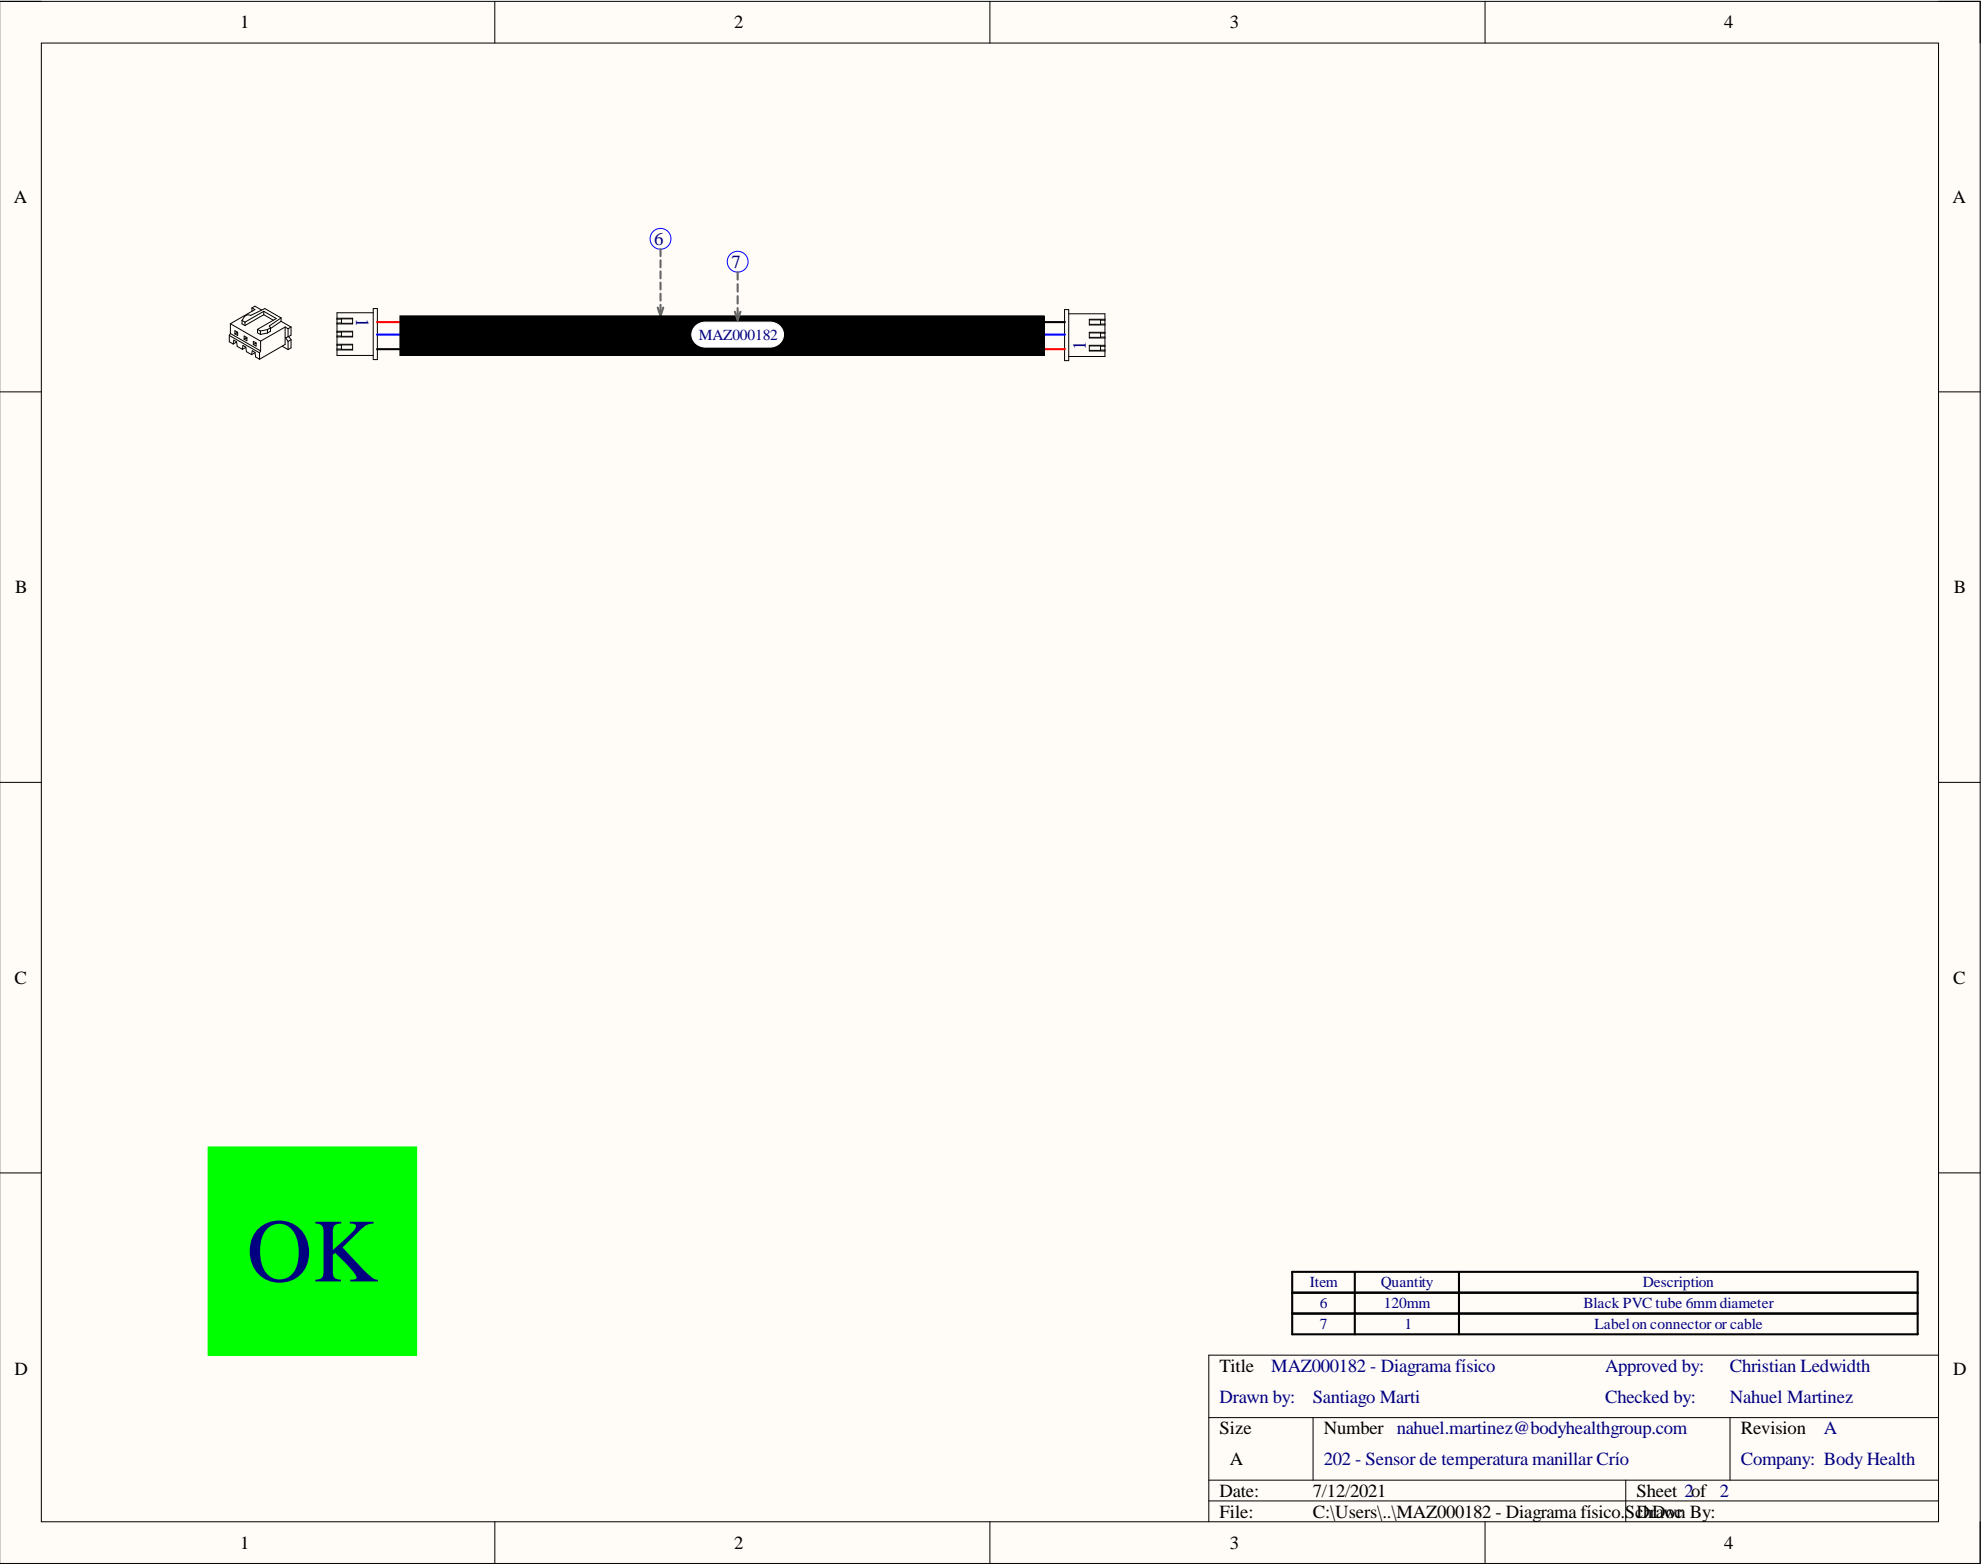 1 2 3 4
A A
6
7
1 MAZ000182 1
B B
C C
OK
Item Quantity Description
6 120mm Black PVC tube 6mm diameter
7 1 Label on connector or cable
D D
Title MAZ000182 - Diagrama físico Approved by: Christian Ledwidth
Drawn by: Santiago Marti Checked by: Nahuel Martinez
Size Number nahuel.martinez@bodyhealthgroup.com Revision A
A 202 - Sensor de temperatura manillar Crío Company: Body Health
Date: 7/12/2021 Sheet 2 of 2
File: C:\Users\..\MAZ000182 - Diagrama físico.SchDoc Drawn By:
1 2 3 4